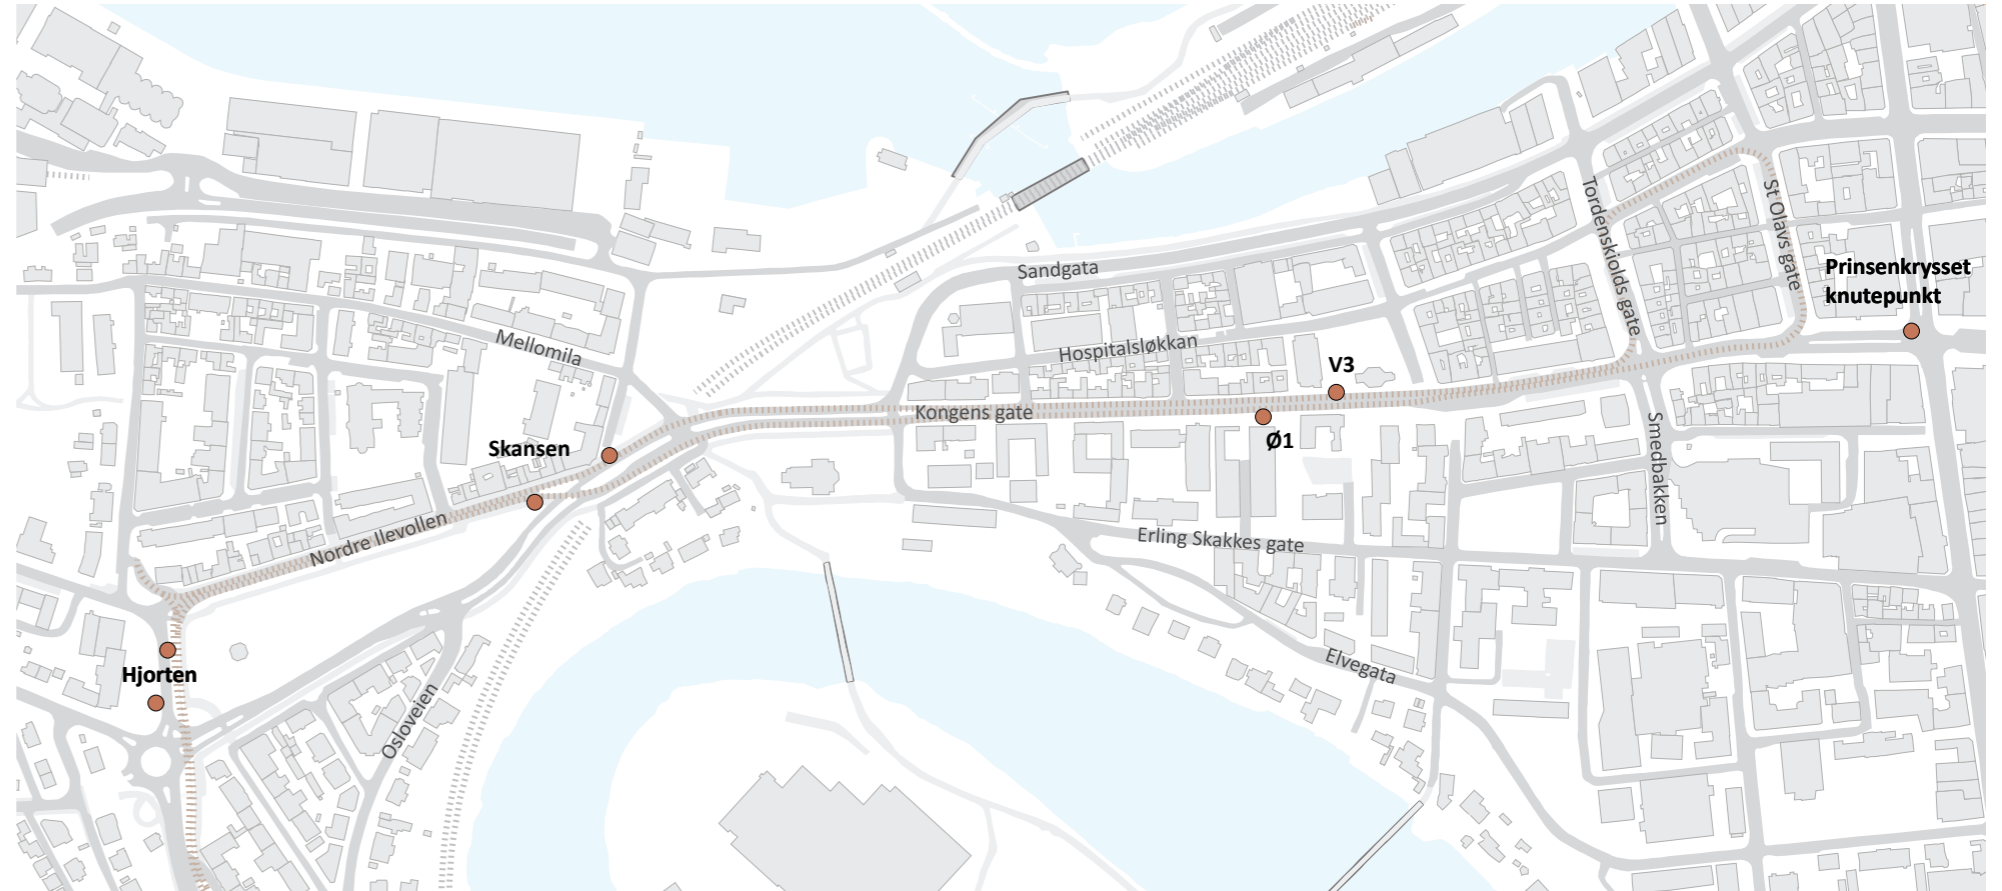 Sandgata
Tordenskiolds gate
St Olavs gate
Prinsenkrysset
knutepunkt
Mellomila
Hospitalsløkkan
V3
Kongens gate
Skansen
Ø1
Smedbakken
Nordre Ilevollen
Erling Skakkes gate
Hjorten
Elvegata
Osloveien